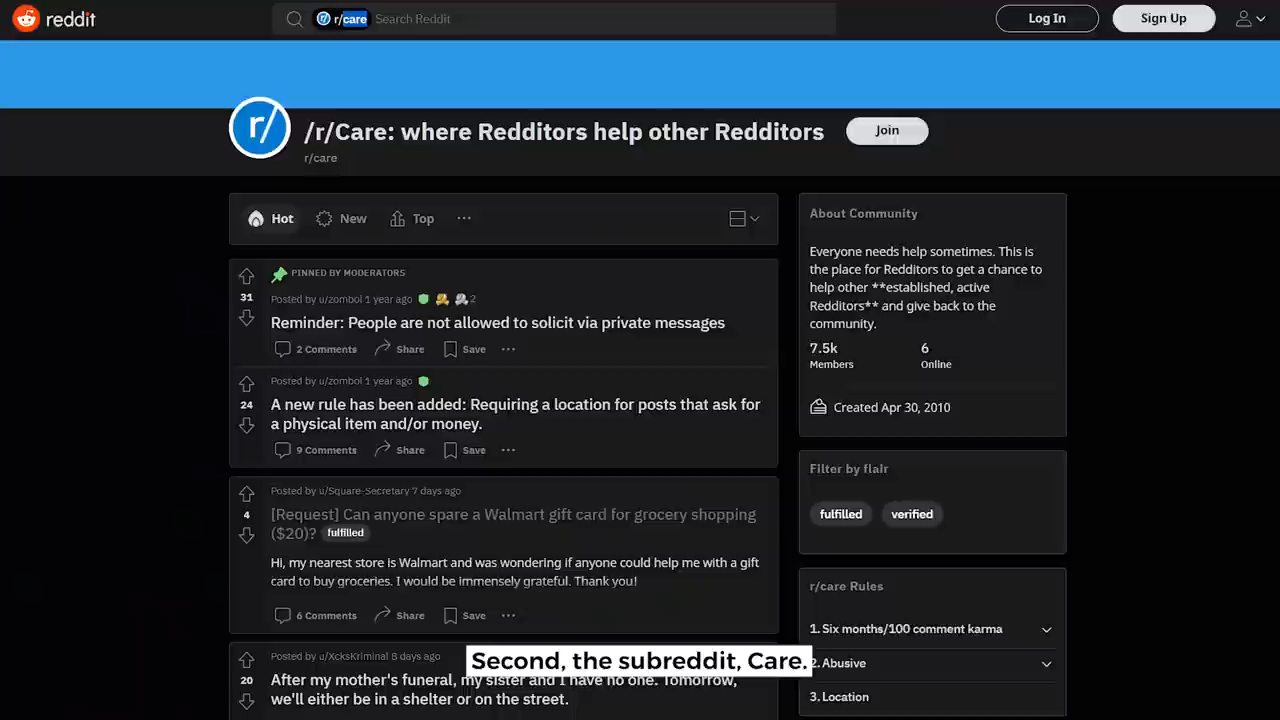 reddit
r/care Search Reddit
Log In
Sign Up
r/
/r/Care: where Redditors help other Redditors
Join
r/care
Hot
New
Top
PINNED BY MODERATORS
31
Posted by u/zombol 1 year ago
2
Reminder: People are not allowed to solicit via private messages
2 Comments
Share
Save
24
Posted by u/zombol 1 year ago
A new rule has been added: Requiring a location for posts that ask for
a physical item and/or money.
9 Comments
Share
Save
4
Posted by u/Square-Secretary 7 days ago
[Request] Can anyone spare a Walmart gift card for grocery shopping
($20)? fulfilled
Hi, my nearest store is Walmart and was wondering if anyone could help me with a gift
card to buy groceries. I would be immensely grateful. Thank you!
6 Comments
Share
Save
20
Posted by u/XcksKriminal 8 days ago
After my mother's funeral, my sister and I have no one. Tomorrow,
we'll either be in a shelter or on the street.
About Community
Everyone needs help sometimes. This is
the place for Redditors to get a chance to
help other **established, active
Redditors** and give back to the
community.
7.5k
Members
6
Online
Created Apr 30, 2010
Filter by flair
fulfilled
verified
r/care Rules
1. Six months/100 comment karma
2. Abusive
3. Location
Second, the subreddit, Care.